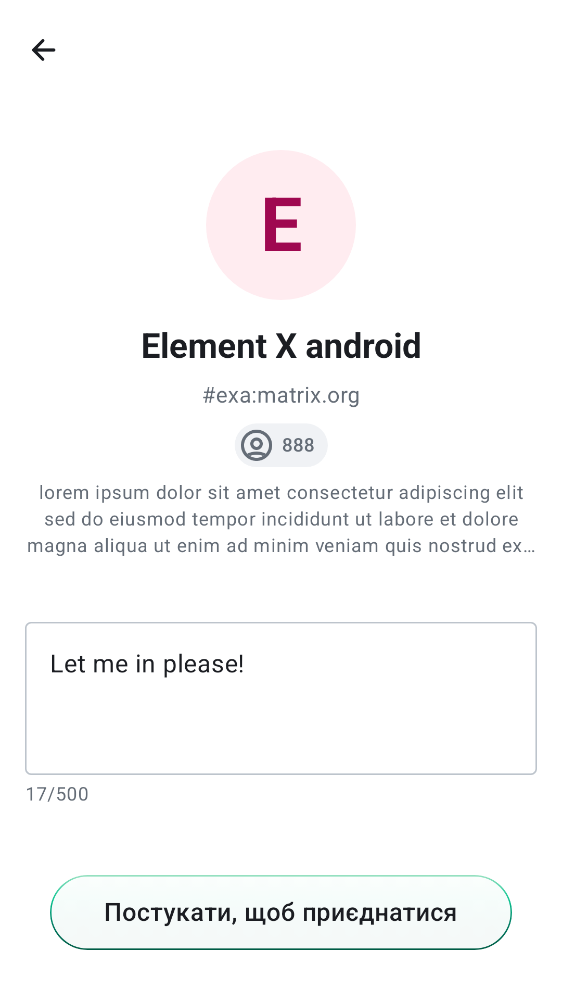 E
Element X android
#exa:matrix.org
888
lorem ipsum dolor sit amet consectetur adipiscing elit
sed do eiusmod tempor incididunt ut labore et dolore
magna aliqua ut enim ad minim veniam quis nostrud ex…
Let me in please!
17/500
Постукати, щоб приєднатися